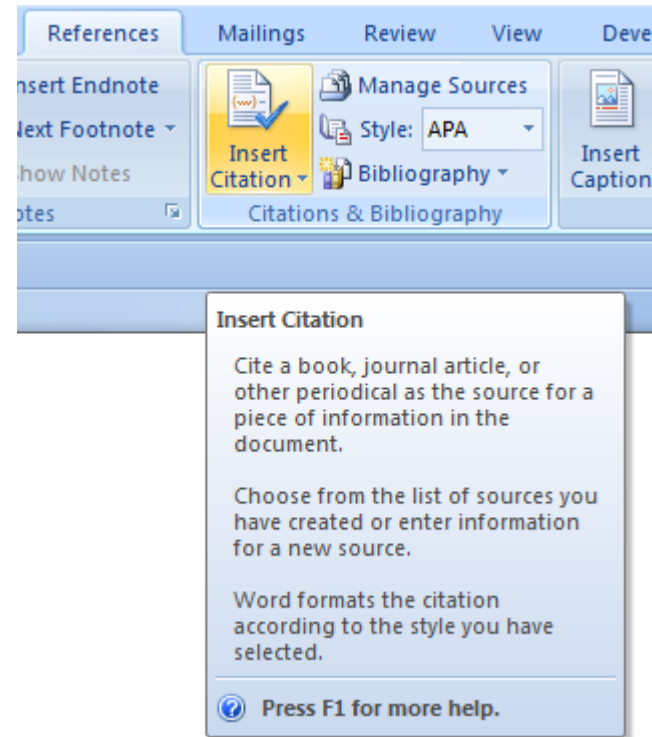 References Mailings Review View Deve
nsert Endnote
Next Footnote
Show Notes
otes
Insert
Citation
Manage Sources
Style: APA
Bibliography
Citations & Bibliography
Insert
Caption
Insert Citation
Cite a book, journal article, or
other periodical as the source for a
piece of information in the
document.
Choose from the list of sources you
have created or enter information
for a new source.
Word formats the citation
according to the style you have
selected.
Press F1 for more help.